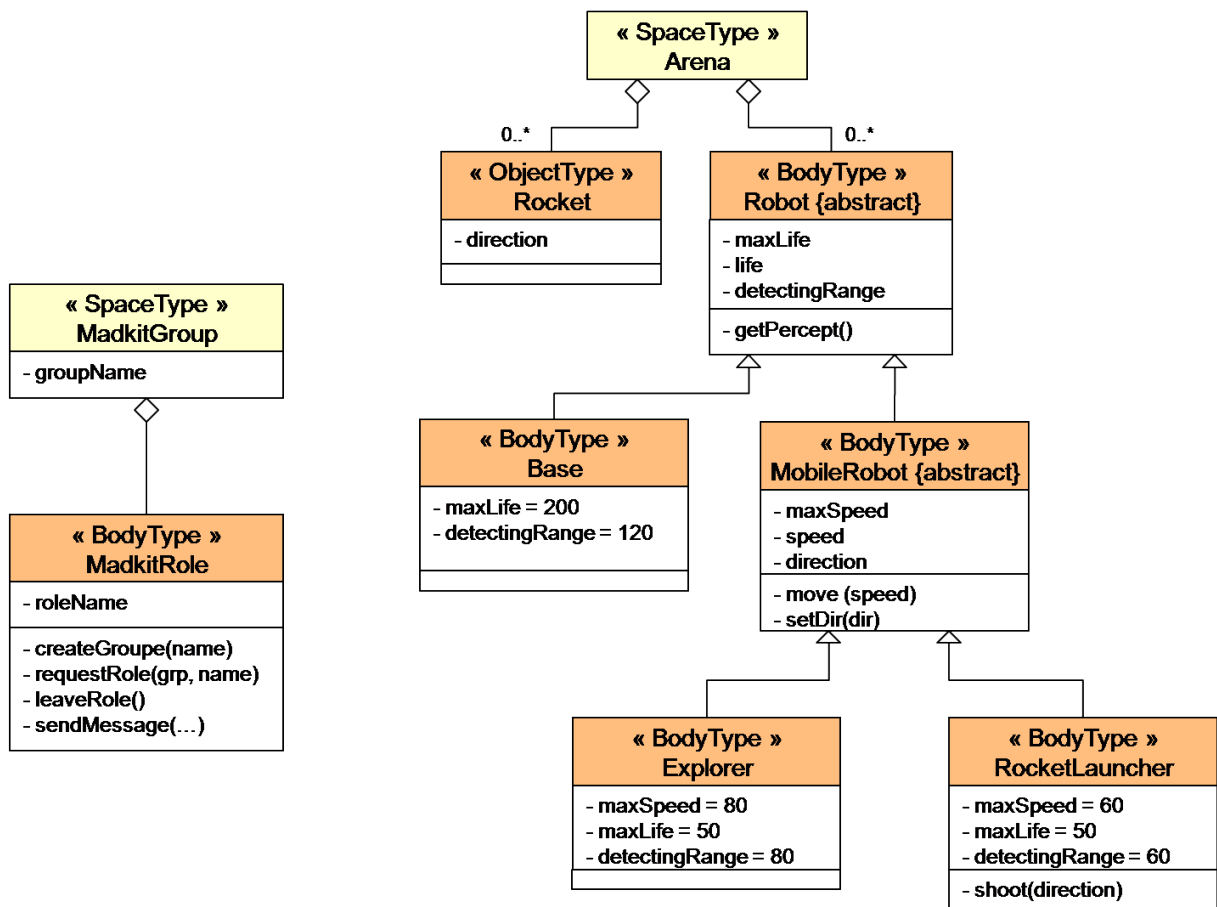 « SpaceType »
Arena
0..*
0..*
« ObjectType »
Rocket
- direction
« BodyType »
Robot {abstract}
- maxLife
- life
- detectingRange
- getPercept()
« SpaceType »
MadkitGroup
- groupName
« BodyType »
MadkitRole
- roleName
- createGroupe(name)
- requestRole(grp, name)
- leaveRole()
- sendMessage(...)
« BodyType »
Base
- maxLife = 200
- detectingRange = 120
« BodyType »
MobileRobot {abstract}
- maxSpeed
- speed
- direction
- move (speed)
- setDir(dir)
« BodyType »
Explorer
- maxSpeed = 80
- maxLife = 50
- detectingRange = 80
« BodyType »
RocketLauncher
- maxSpeed = 60
- maxLife = 50
- detectingRange = 60
- shoot(direction)